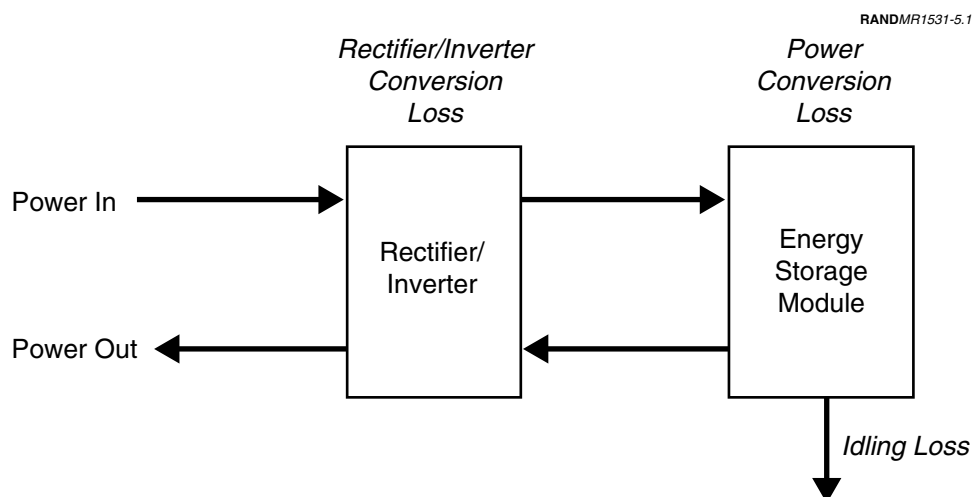 RANDMR1531-5.1
Rectifier/Inverter
Conversion
Loss
Power
Conversion
Loss
Power In
Rectifier/
Inverter
Energy
Storage
Module
Power Out
Idling Loss